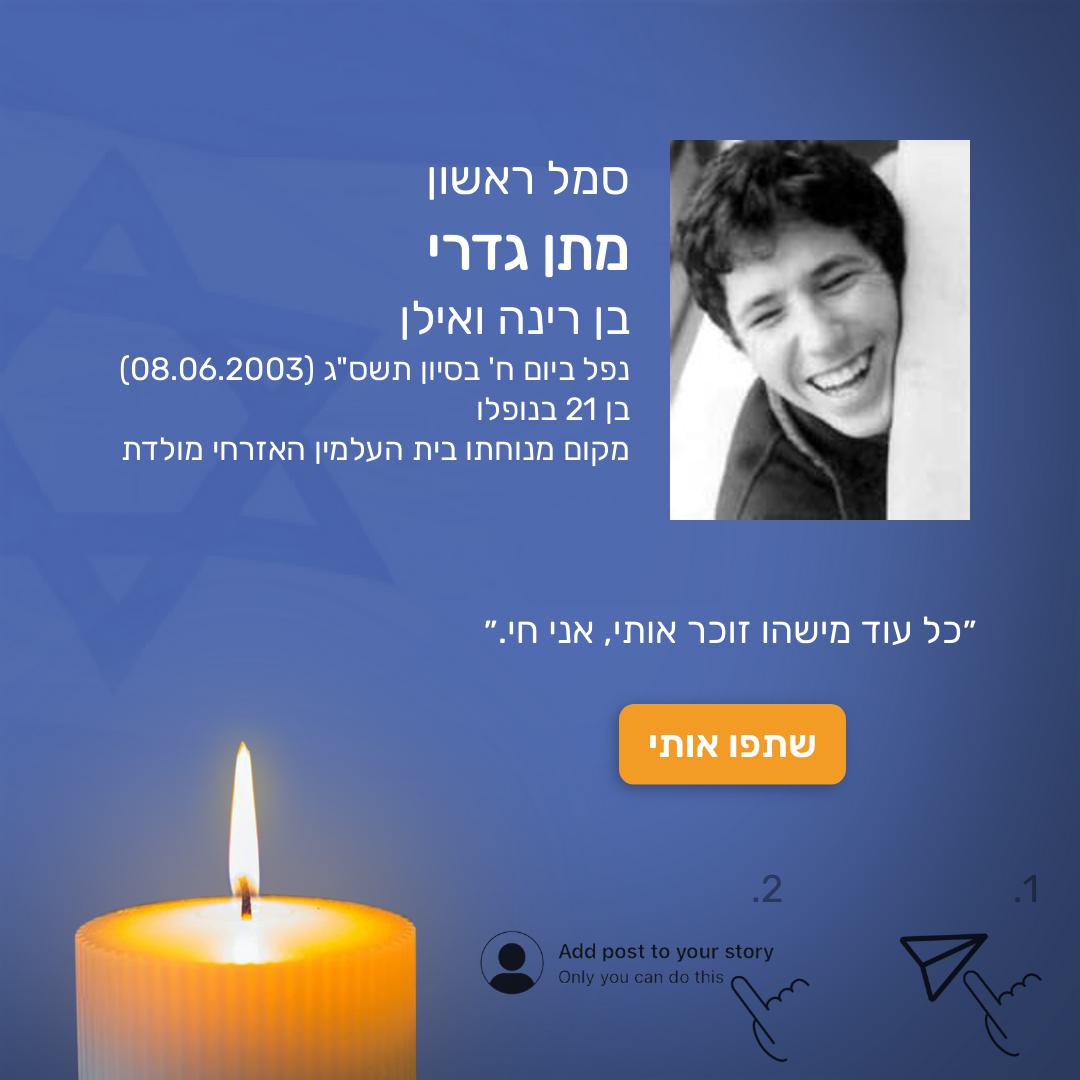 סמל ראשון
מתן גדרי
בן רינה ואילן
נפל ביום ח' בסיון תשס"ג (08.06.2003)
בן 21 בנופלו
מקום מנוחתו בית העלמין האזרחי מולדת
״כל עוד מישהו זוכר אותי, אני חי.״
שתפו אותי
.1
.2
Add post to your story
Only you can do this